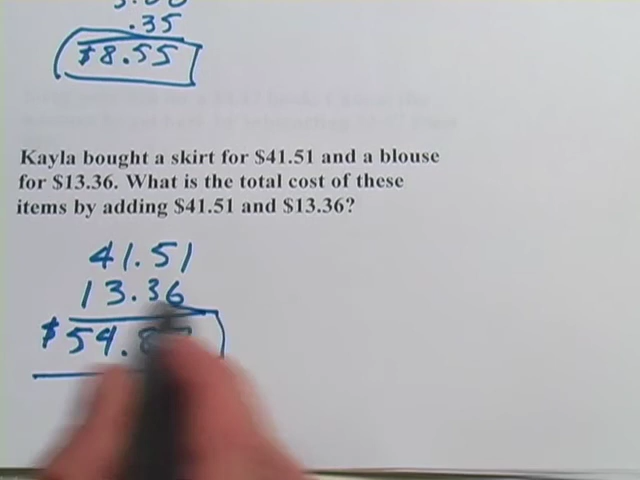 .35
$8.55
Kayla bought a skirt for $41.51 and a blouse
for $13.36. What is the total cost of these
items by adding $41.51 and $13.36?
41.51
13.36
$54.8